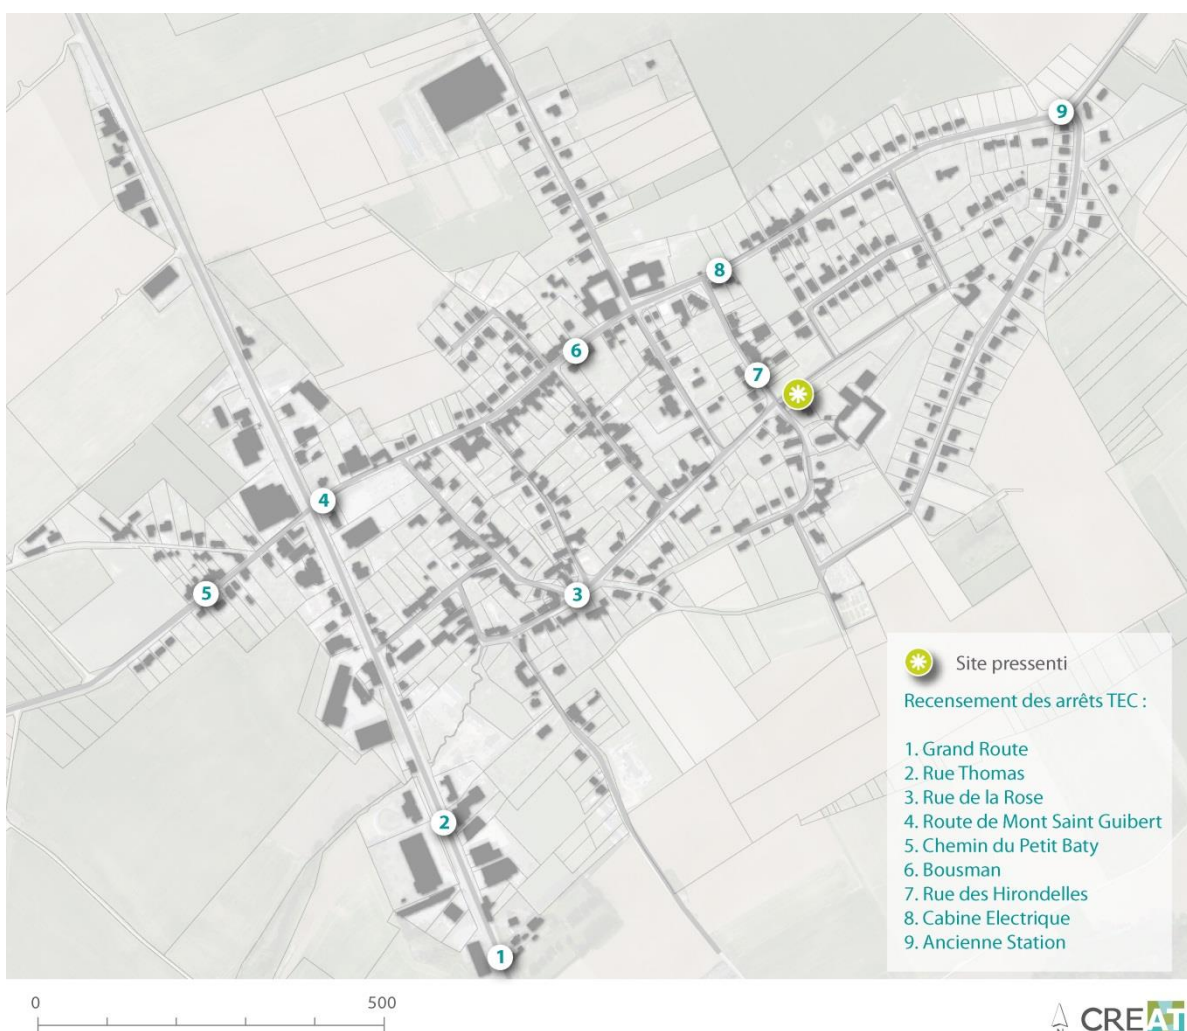 9
8
6
7
4
5
3
2
1
Site pressenti
Recensement des arrêts TEC :
1. Grand Route
2. Rue Thomas
3. Rue de la Rose
4. Route de Mont Saint Guibert
5. Chemin du Petit Baty
6. Bousman
7. Rue des Hirondelles
8. Cabine Electrique
9. Ancienne Station
0 500
N CREAT